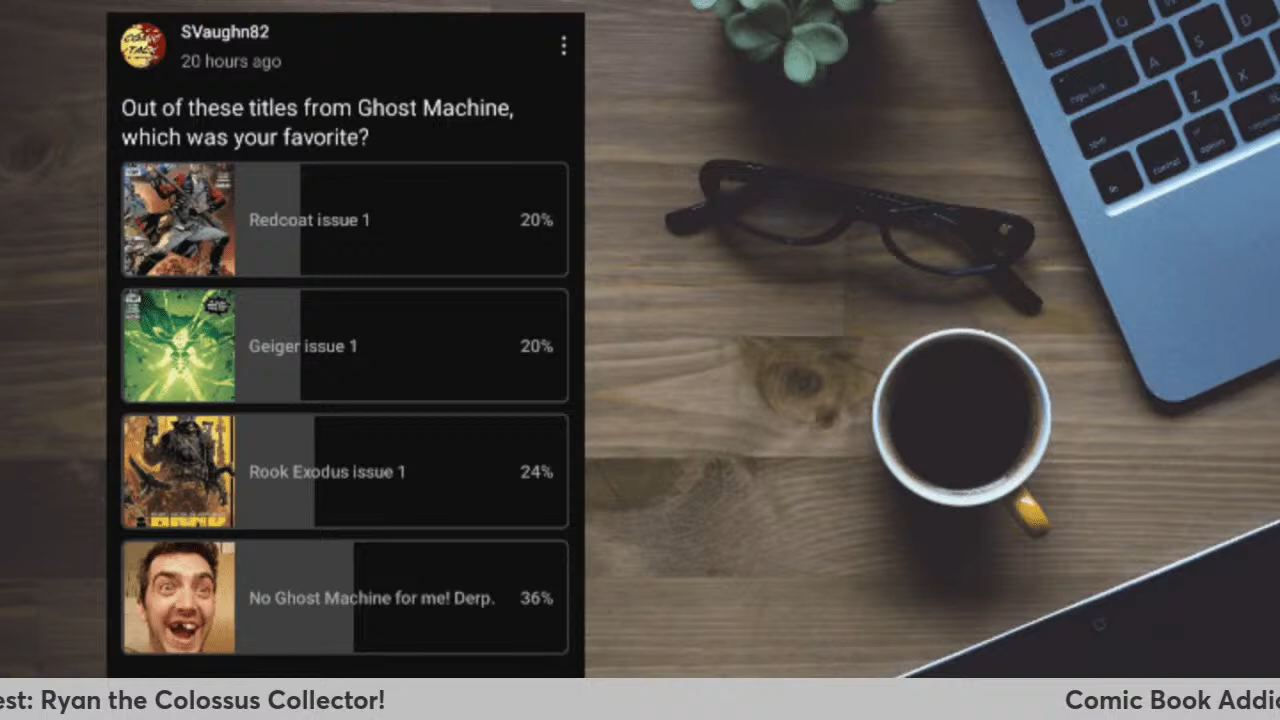 SVaughn82
20 hours ago
Out of these titles from Ghost Machine,
which was your favorite?
Redcoat issue 1
20%
Geiger issue 1
20%
Rook Exodus issue 1
24%
No Ghost Machine for me! Derp.
36%
est: Ryan the Colossus Collector!
Comic Book Addic